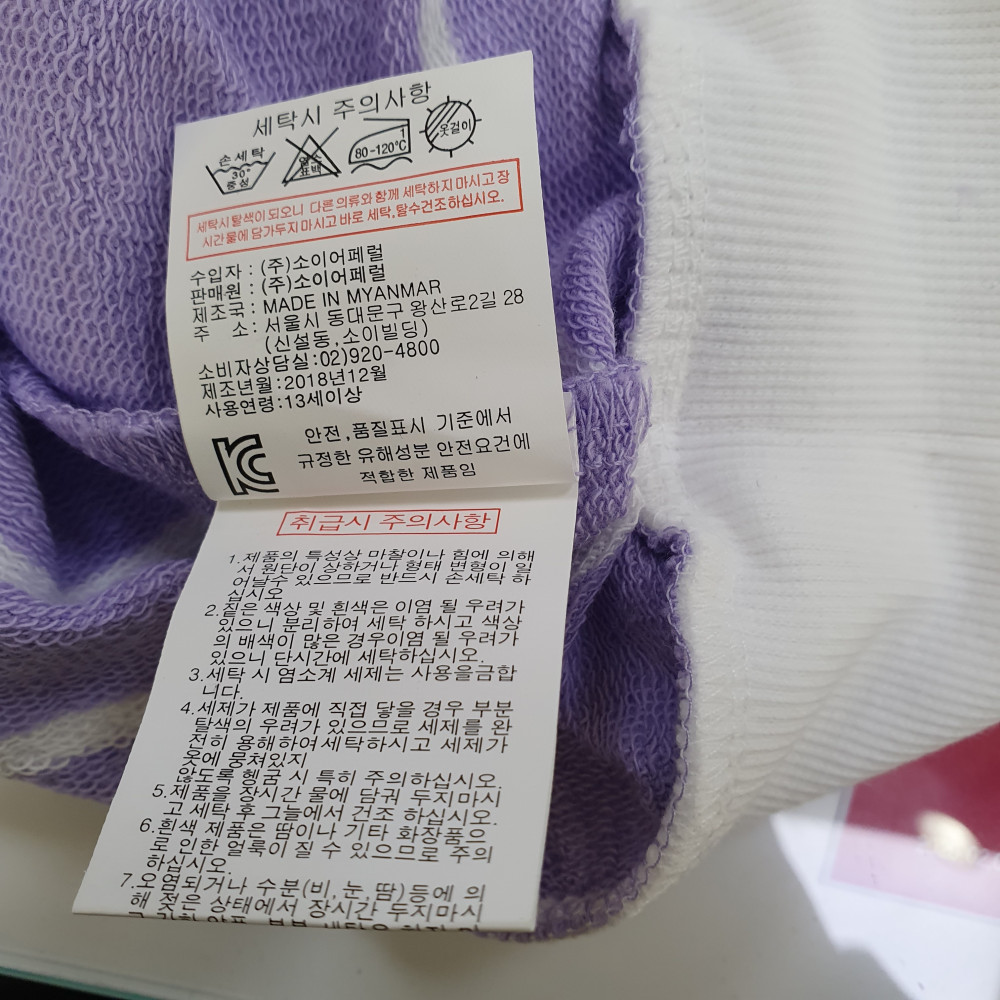 세탁시 주의사항
손세탁
30°
중성
염소
표백
1
80-120℃
옷걸이
세탁시 탈색이 되오니 다른 의류와 함께 세탁하지 마시고 장
시간 물에 담가두지 마시고 바로 세탁,탈수건조하십시오.
수입자 : (주)소이어페럴
판매원 : (주)소이어페럴
제조국 : MADE IN MYANMAR
주 소: 서울시 동대문구 왕산로2길 28
(신설동,소이빌딩)
소비자상담실:02)920-4800
제조년월:2018년12월
사용연령:13세이상
안전,품질표시 기준에서
규정한 유해성분 안전요건에
적합한 제품임
취급시 주의사항
1.제품의 특성상 마찰이나 힘에 의해
서 원단이 상하거나 형태 변형이 일
어날수 있으므로 반드시 손세탁 하
십시오
2.짙은 색상 및 흰색은 이염 될 우려가
있으니 분리하여 세탁 하시고 색상
의 배색이 많은 경우이염 될 우려가
있으니 단시간에 세탁하십시오.
3.세탁 시 염소계 세제는 사용을금합
니다.
4.세제가 제품에 직접 닿을 경우 부분
탈색의 우려가 있으므로 세제를 완
전히 용해하여세탁하시고 세제가
옷에 뭉쳐있지
않도록 헹굼 시 특히 주의하십시오.
5.제품을 장시간 물에 담궈 두지마시
고 세탁 후 그늘에서 건조 하십시오.
6.흰색 제품은 땀이나 기타 화장품으
로 인한 얼룩이 질 수 있으므로 주의
하십시오.
7.오염되거나 수분(비,눈,땀)등에 의
해 젖은 상태에서 장시간 두지마시